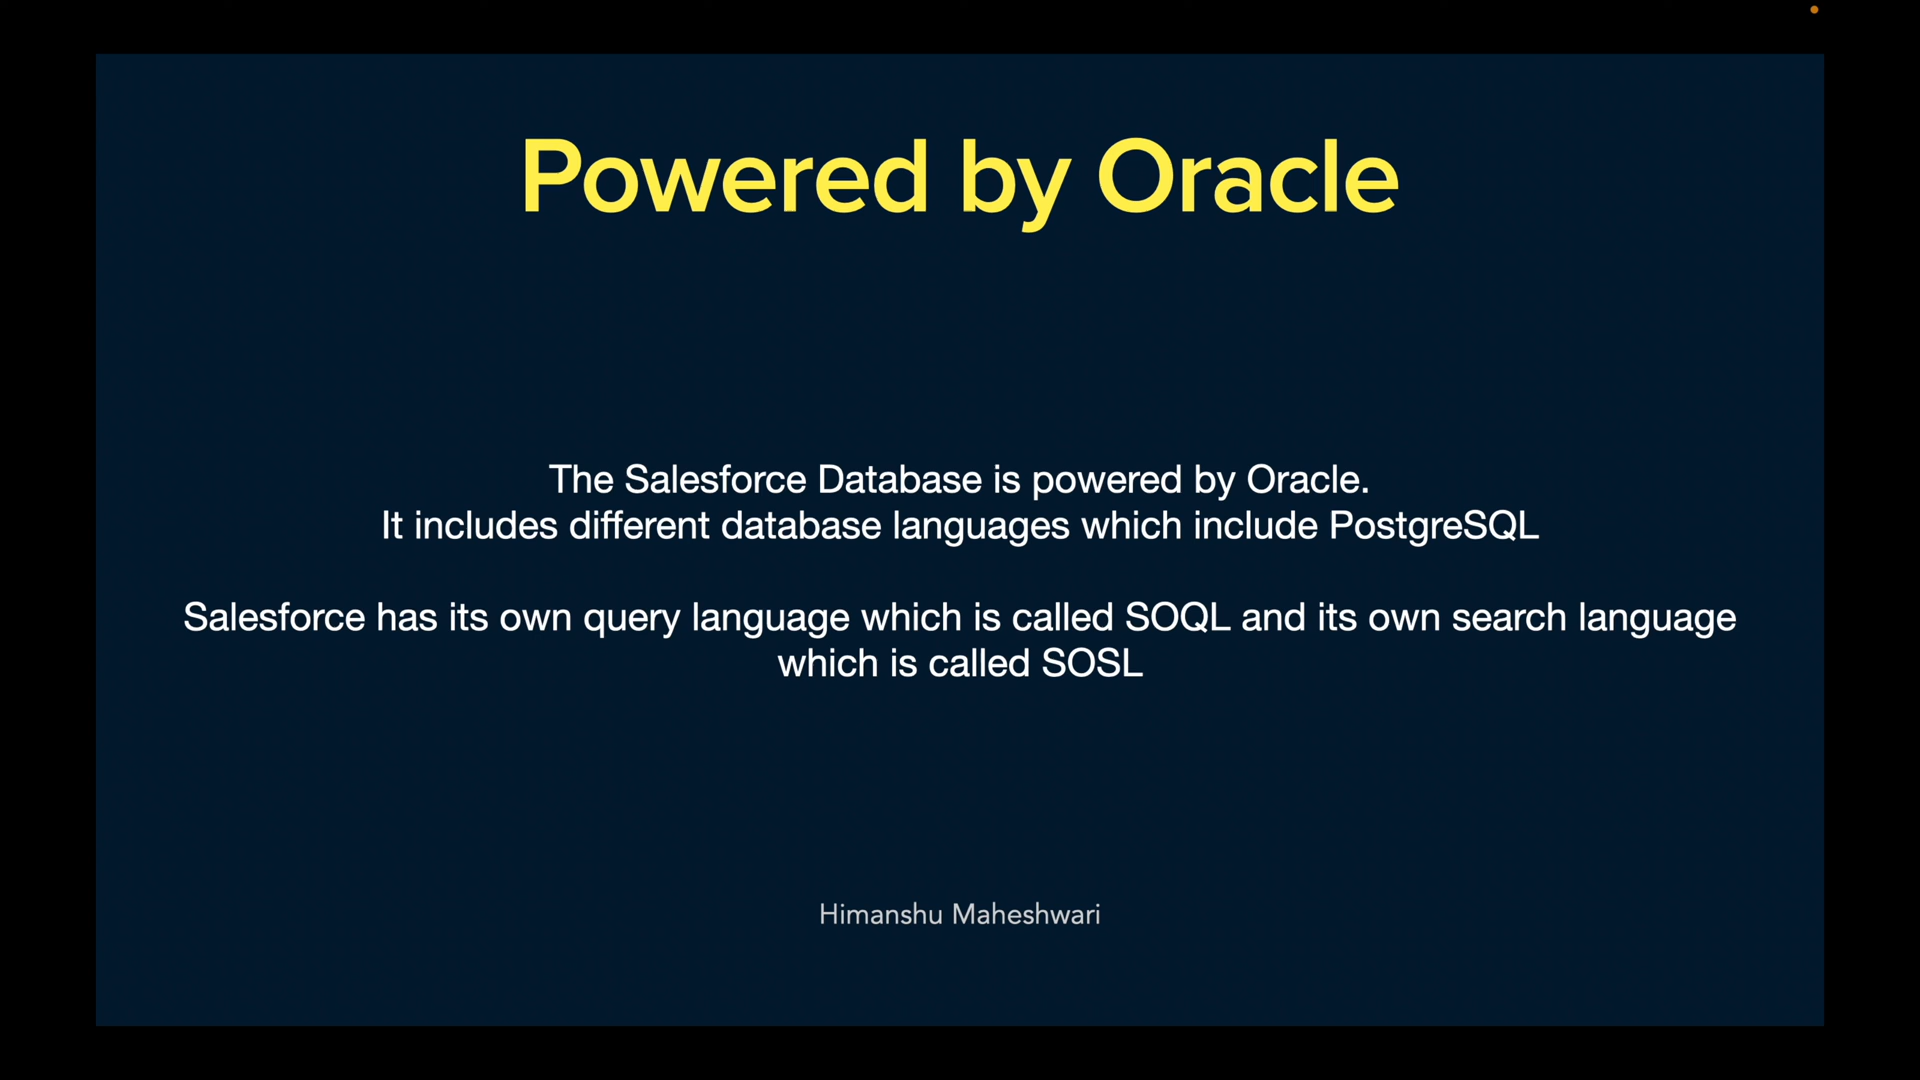 Powered by Oracle
The Salesforce Database is powered by Oracle.
It includes different database languages which include PostgreSQL
Salesforce has its own query language which is called SOQL and its own search language
which is called SOSL
Himanshu Maheshwari